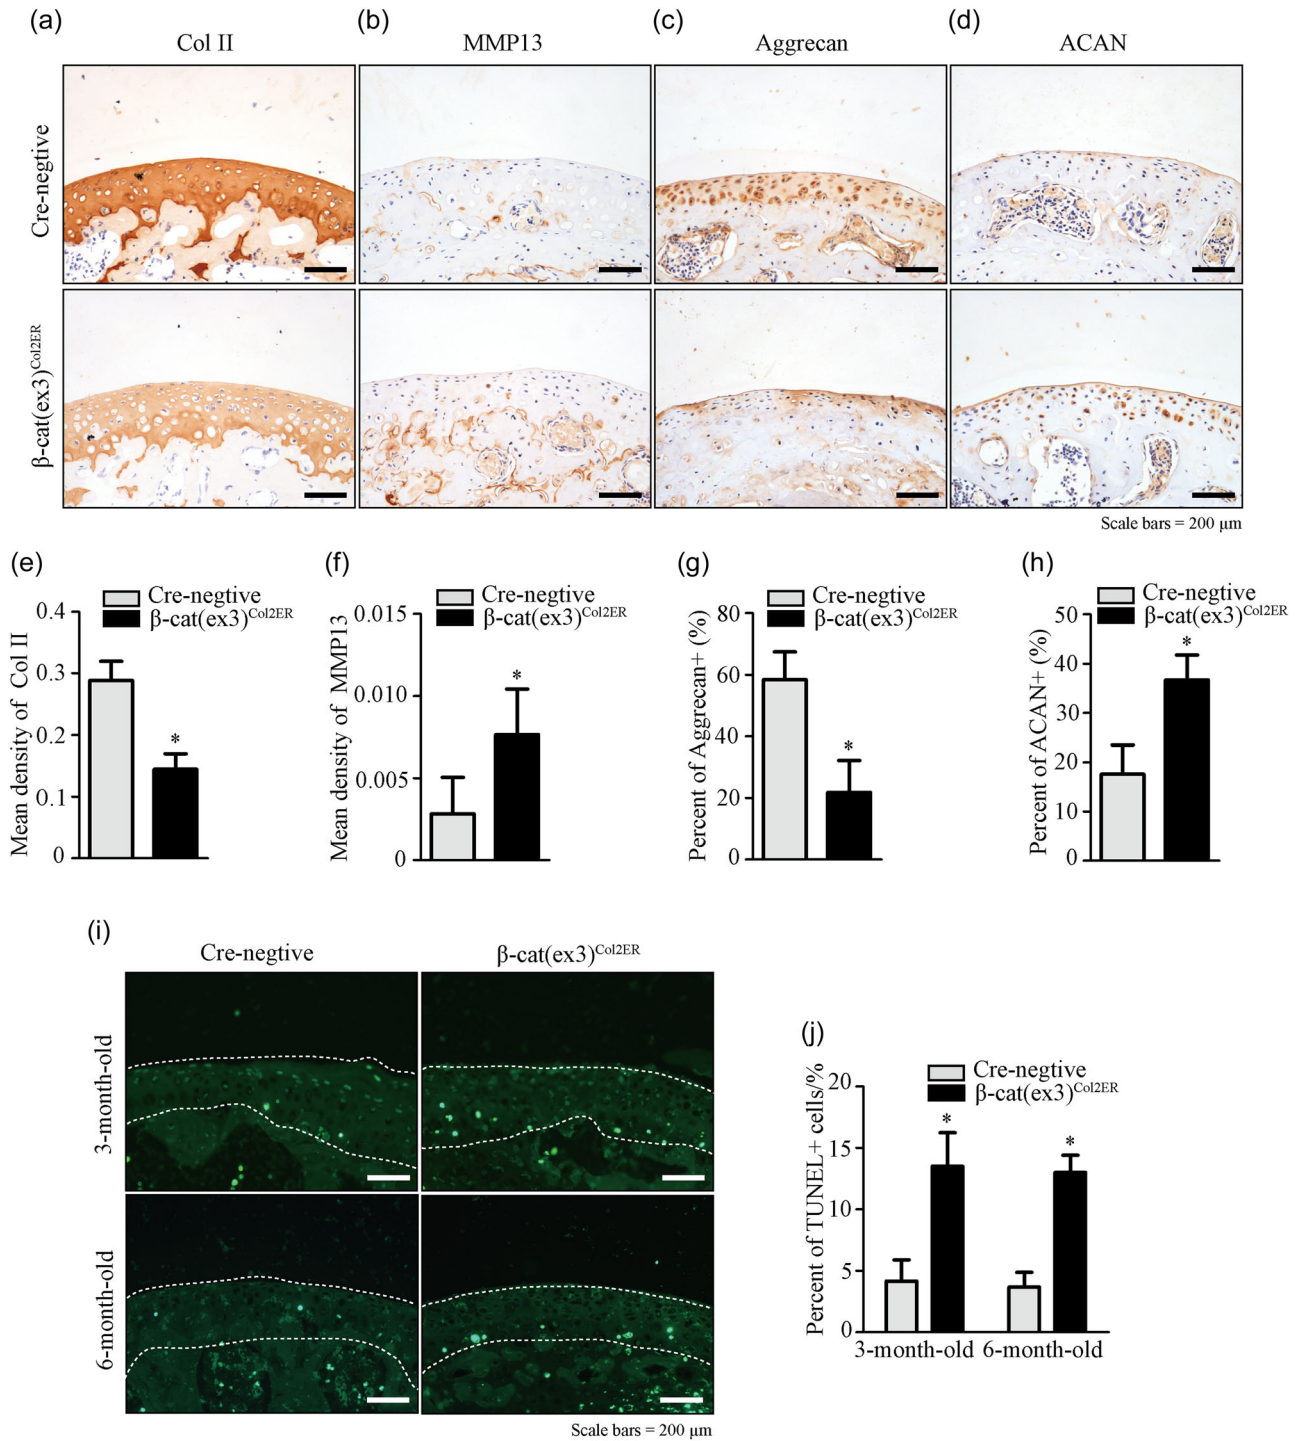 (a) (b) (c) (d)
Col II MMP13 Aggrecan ACAN
Cre-negtive
β-cat(ex3)Col2ER
Scale bars = 200 μm
(e) (f) (g) (h)
Cre-negtive
β-cat(ex3)Col2ER
Mean density of Col II
0.4
0.3
0.2
0.1
0
*
Cre-negtive
β-cat(ex3)Col2ER
Mean density of MMP13
0.015
0.010
0.005
0
*
Cre-negtive
β-cat(ex3)Col2ER
Percent of Aggrecan+ (%)
80
60
40
20
0
*
Cre-negtive
β-cat(ex3)Col2ER
Percent of ACAN+ (%)
50
40
30
20
10
0
*
(i)
Cre-negtive β-cat(ex3)Col2ER
3-month-old
6-month-old
Scale bars = 200 μm
(j)
Cre-negtive
β-cat(ex3)Col2ER
Percent of TUNEL+ cells/%
20
15
10
5
0
* *
3-month-old 6-month-old